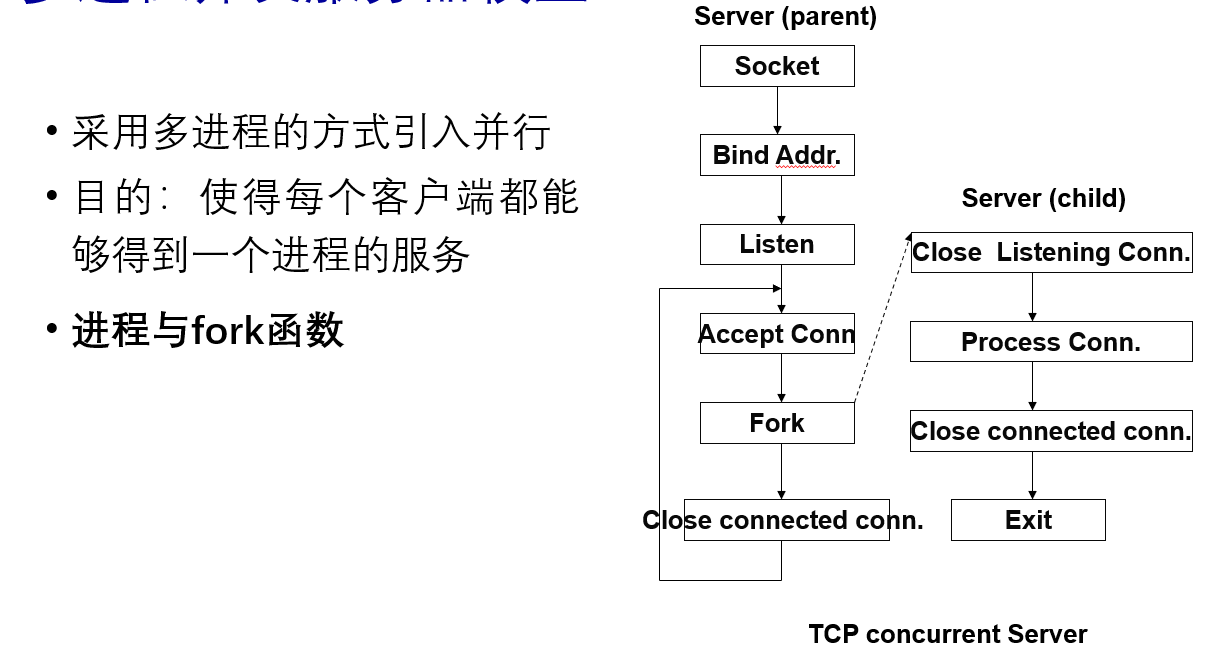 • 采用多进程的方式引入并行
• 目的：使得每个客户端都能
够得到一个进程的服务
• 进程与fork函数
Server (parent)
Socket
Bind Addr.
Listen
Accept Conn
Fork
Close connected conn.
Server (child)
Close Listening Conn.
Process Conn.
Close connected conn.
Exit
TCP concurrent Server